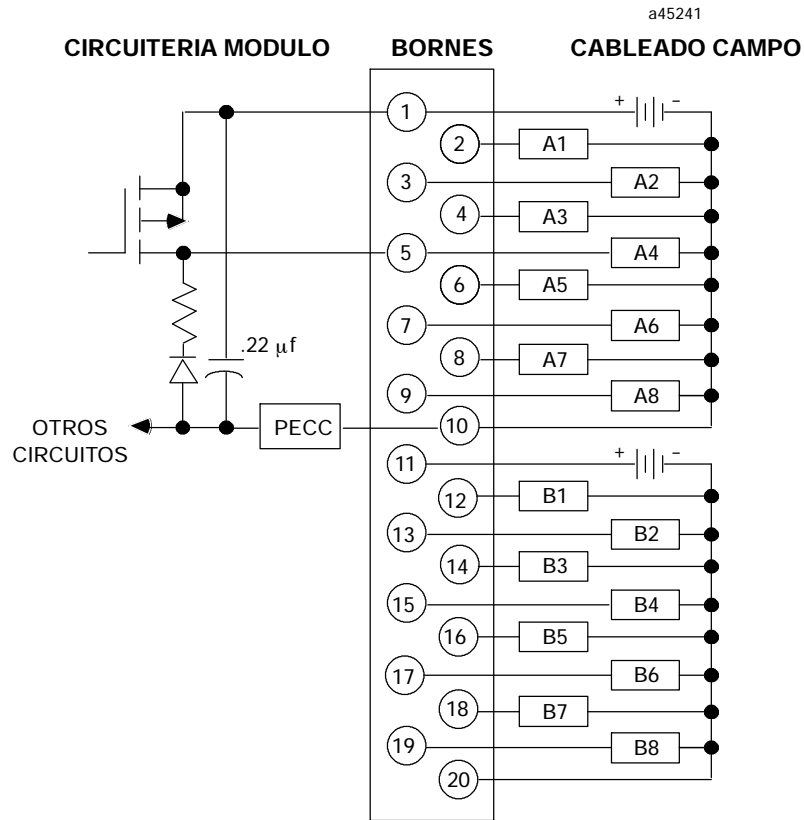 a45241
CIRCUITERIA MODULO BORNES CABLEADO CAMPO
1 + −
2 A1
3 A2
4 A3
5 A4
6 A5
7 A6
.22 µf
8 A7
9 A8
OTROS
CIRCUITOS
PECC 10
11 + −
12 B1
13 B2
14 B3
15 B4
16 B5
17 B6
18 B7
19 B8
20